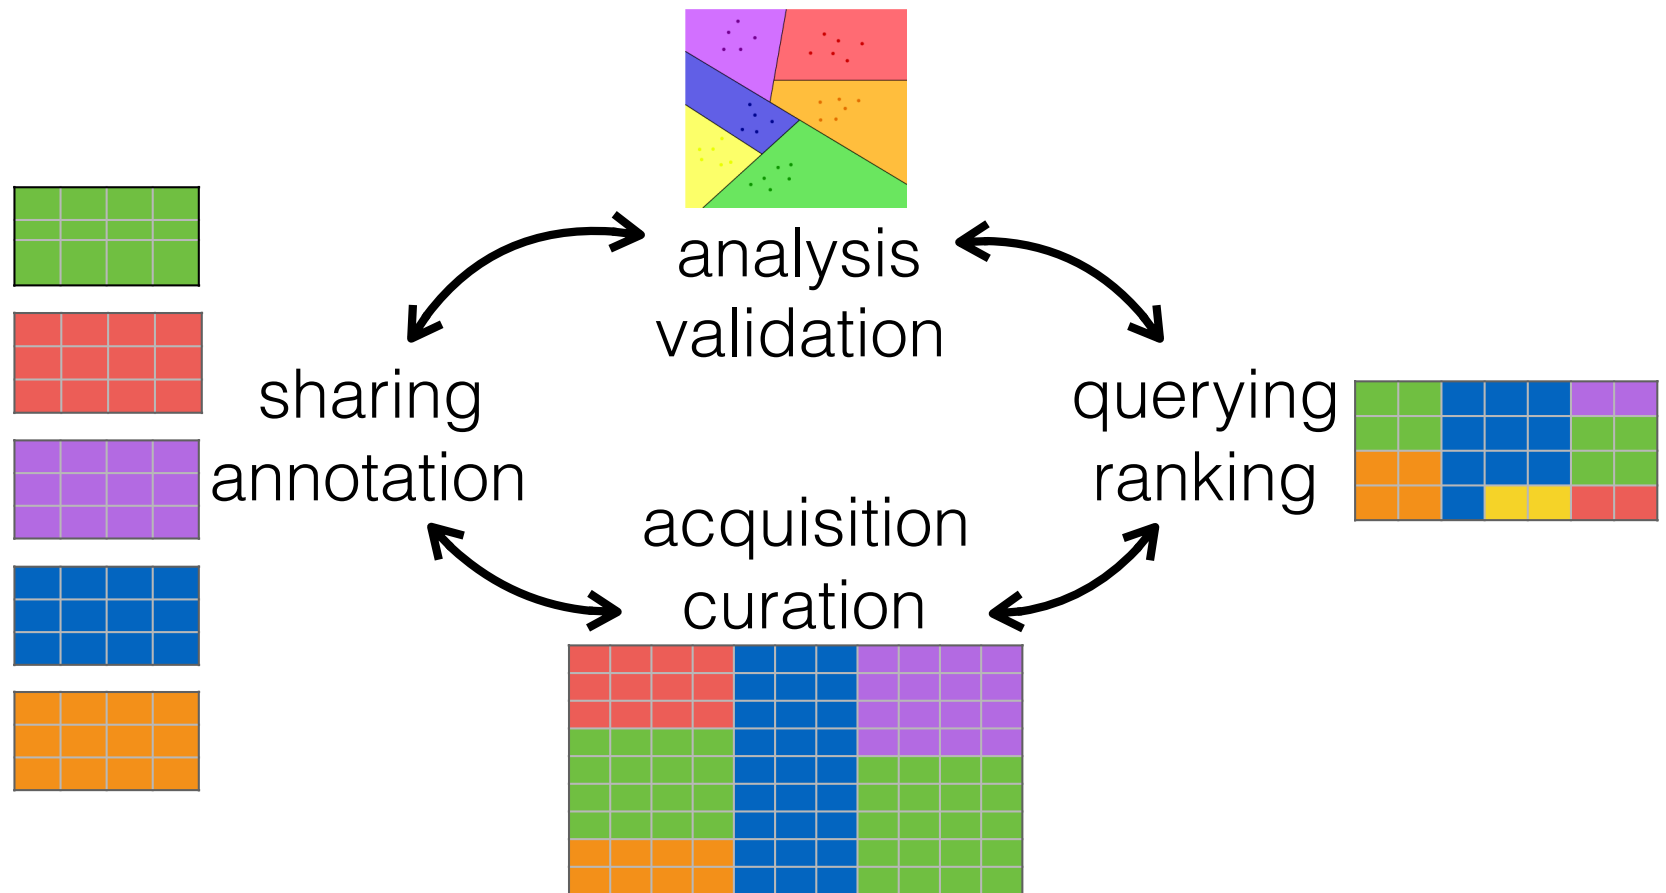 analysis
validation
sharing
annotation
querying
ranking
acquisition
curation